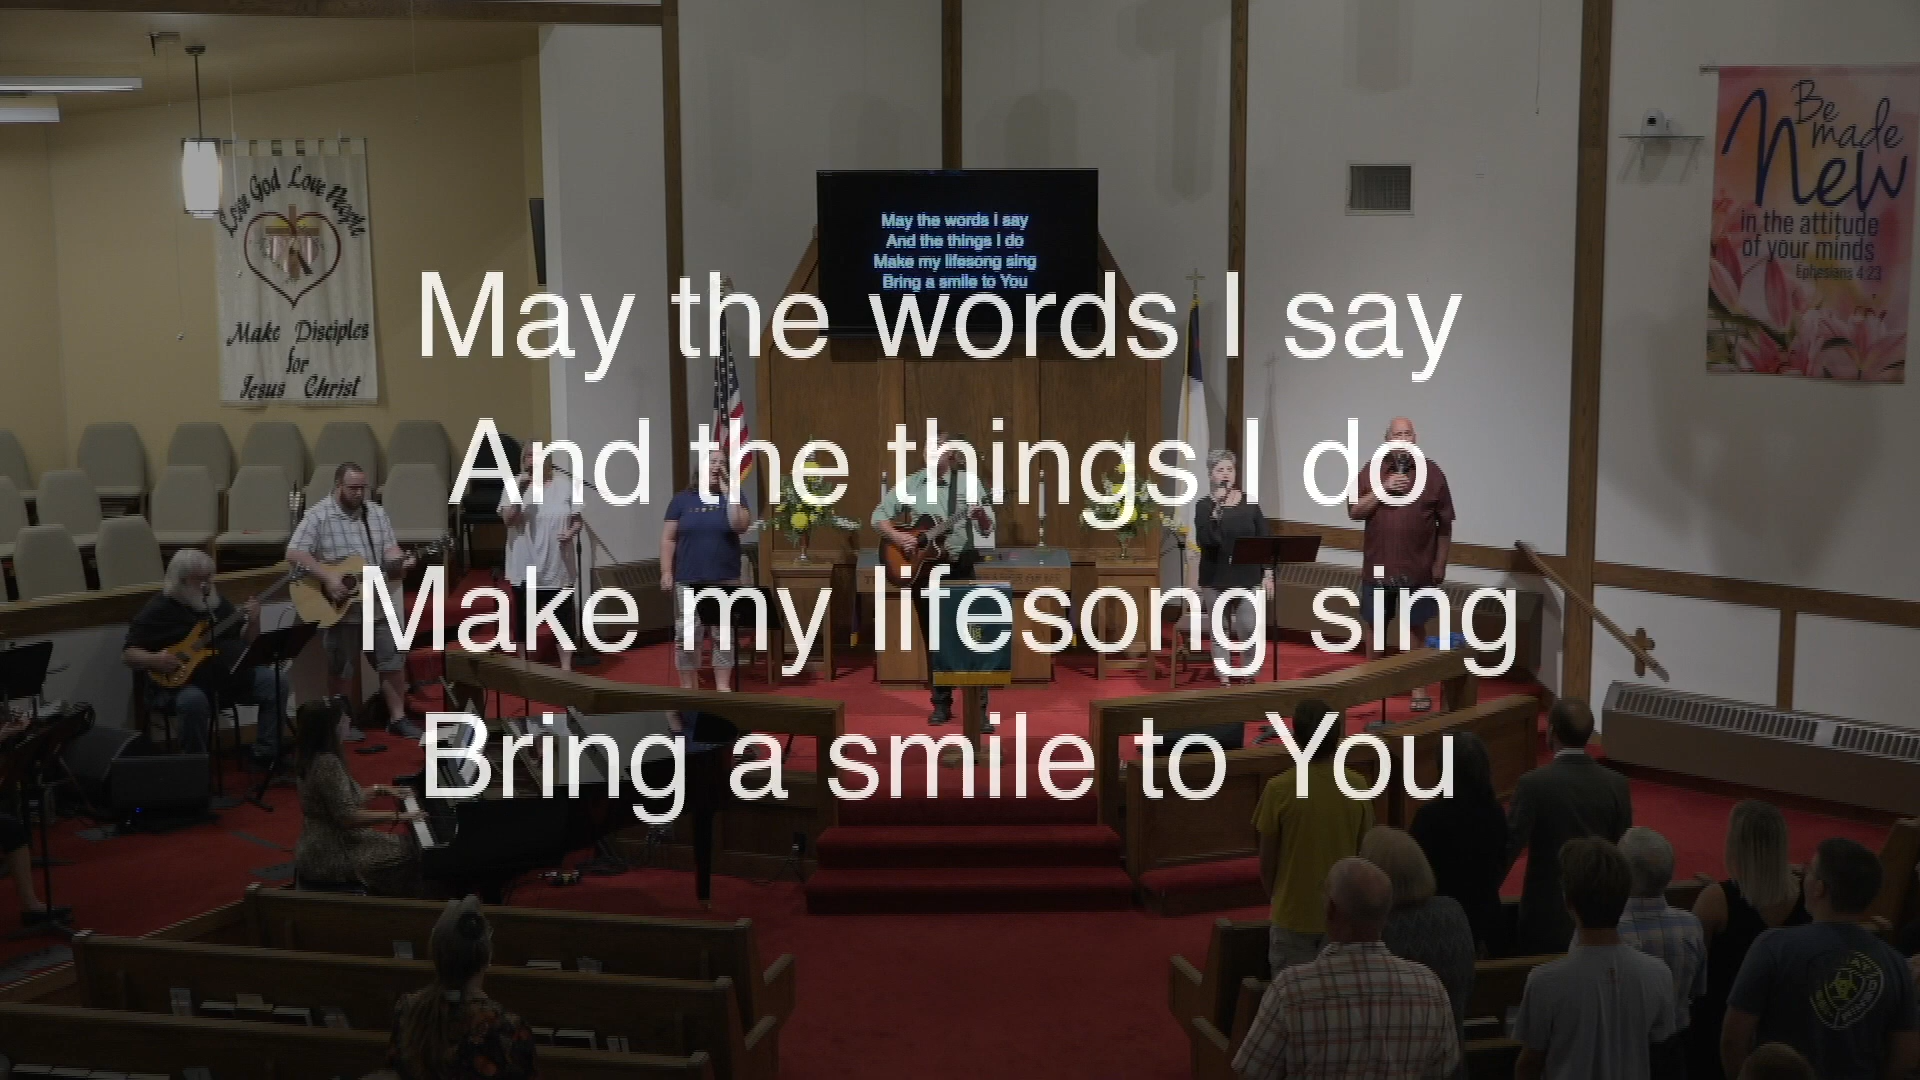 Love God Love People
Make Disciples
for
Jesus Christ
May the words I say
And the things I do
Make my lifesong sing
Bring a smile to You
Be
made
New
in the attitude
of your minds
Ephesians 4:23
May the words I say
And the things I do
Make my lifesong sing
Bring a smile to You